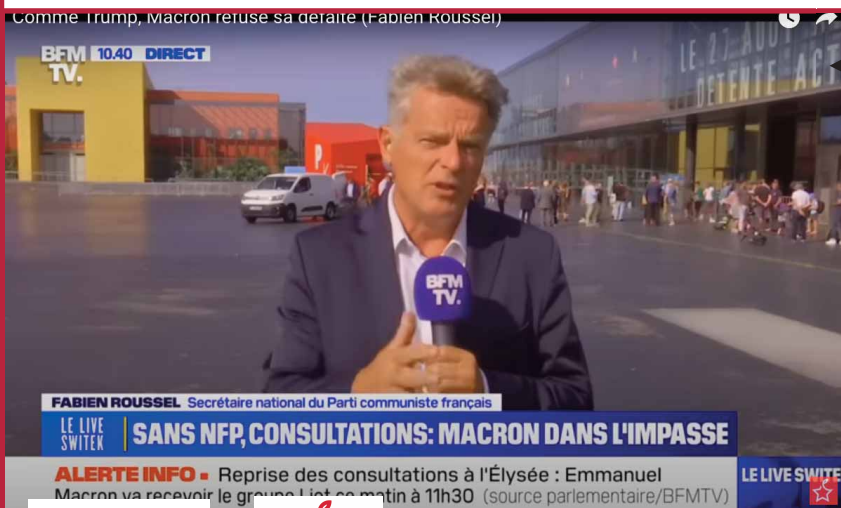 Comme Trump, Macron refuse sa défaite (Fabien Roussel)
BFM
TV.
10.40 DIRECT
LE 27 AOÛ
DÉTENTE ACT
P
BFM
TV.
FABIEN ROUSSEL Secrétaire national du Parti communiste français
LE LIVE
SWITEK
SANS NFP, CONSULTATIONS: MACRON DANS L'IMPASSE
ALERTE INFO ▪ Reprise des consultations à l'Élysée : Emmanuel
Macron va recevoir le groupe Liot ce matin à 11h30 (source parlementaire/BFMTV)
LE LIVE SWITE